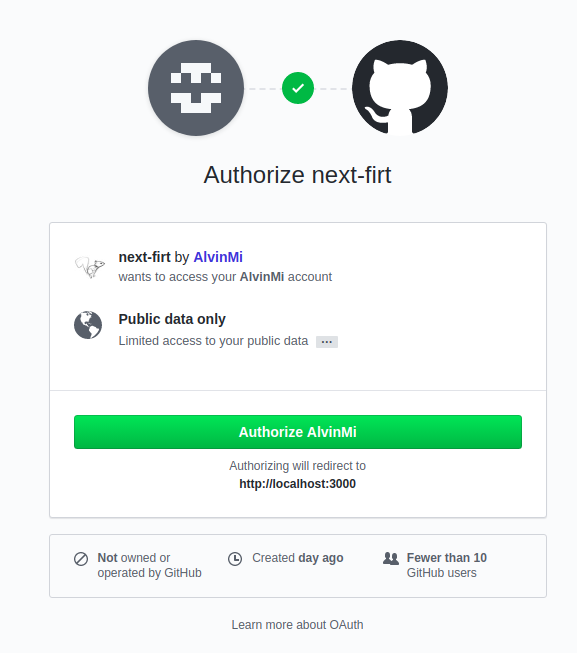 Authorize next-firt
next-firt by AlvinMi
wants to access your AlvinMi account
Public data only
Limited access to your public data ...
Authorize AlvinMi
Authorizing will redirect to
http://localhost:3000
Not owned or
operated by GitHub
Created day ago
Fewer than 10
GitHub users
Learn more about OAuth